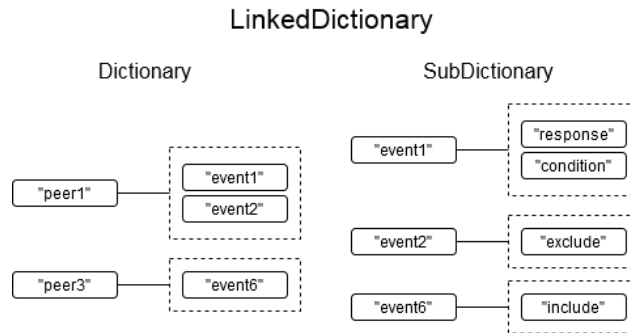 LinkedDictionary
Dictionary
"peer1"
"event1"
"event2"
"peer3"
"event6"
SubDictionary
"event1"
"response"
"condition"
"event2"
"exclude"
"event6"
"include"